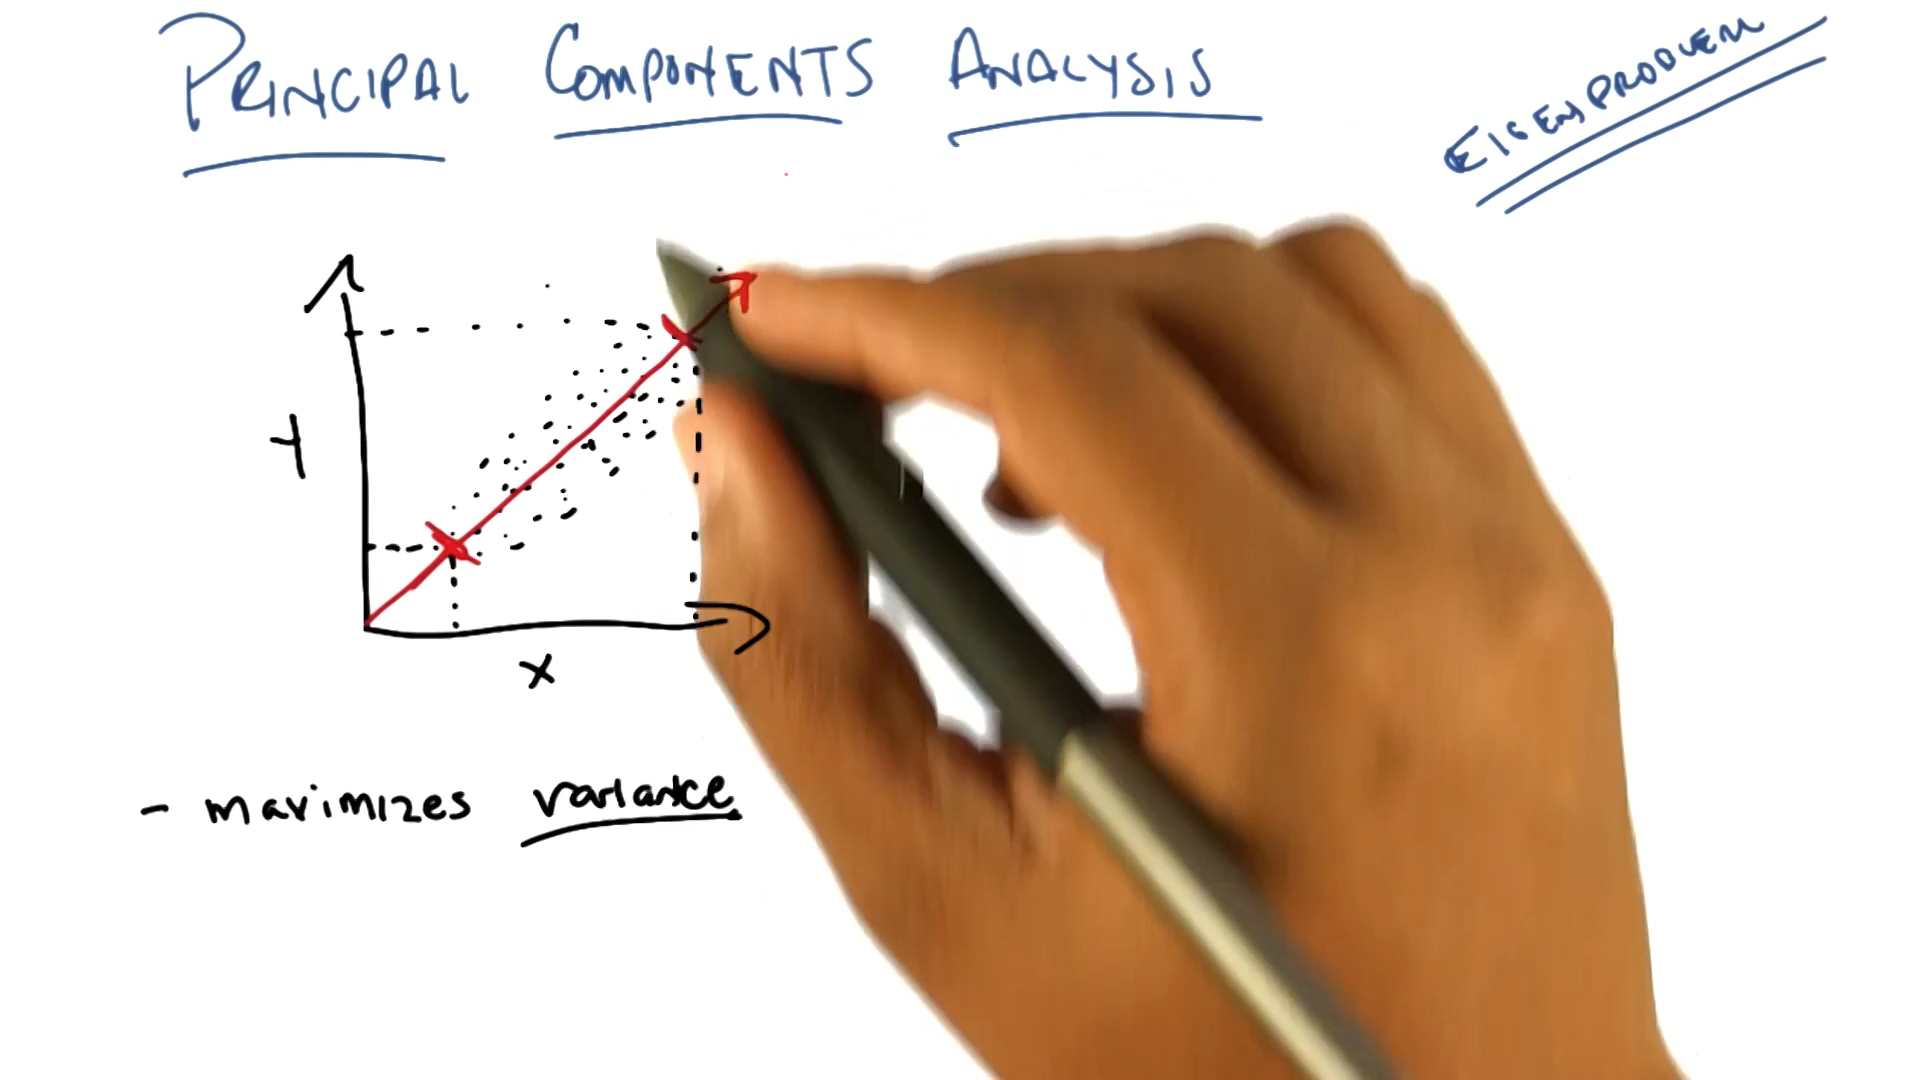 PRINCIPAL COMPONENTS ANALYSIS
EIGENPROBLEM
Y
X
- maximizes variance